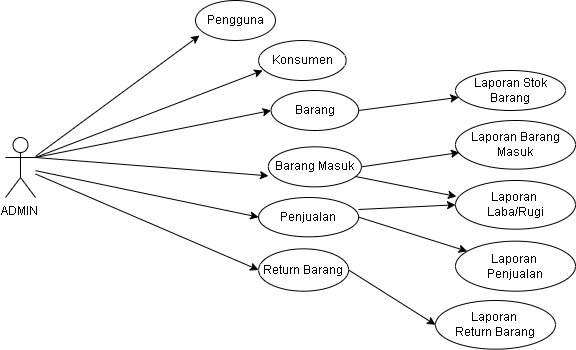 Pengguna
Konsumen
Laporan Stok
Barang
Barang
Laporan Barang
Masuk
Barang Masuk
ADMIN
Laporan
Laba/Rugi
Penjualan
Laporan
Penjualan
Return Barang
Laporan
Return Barang